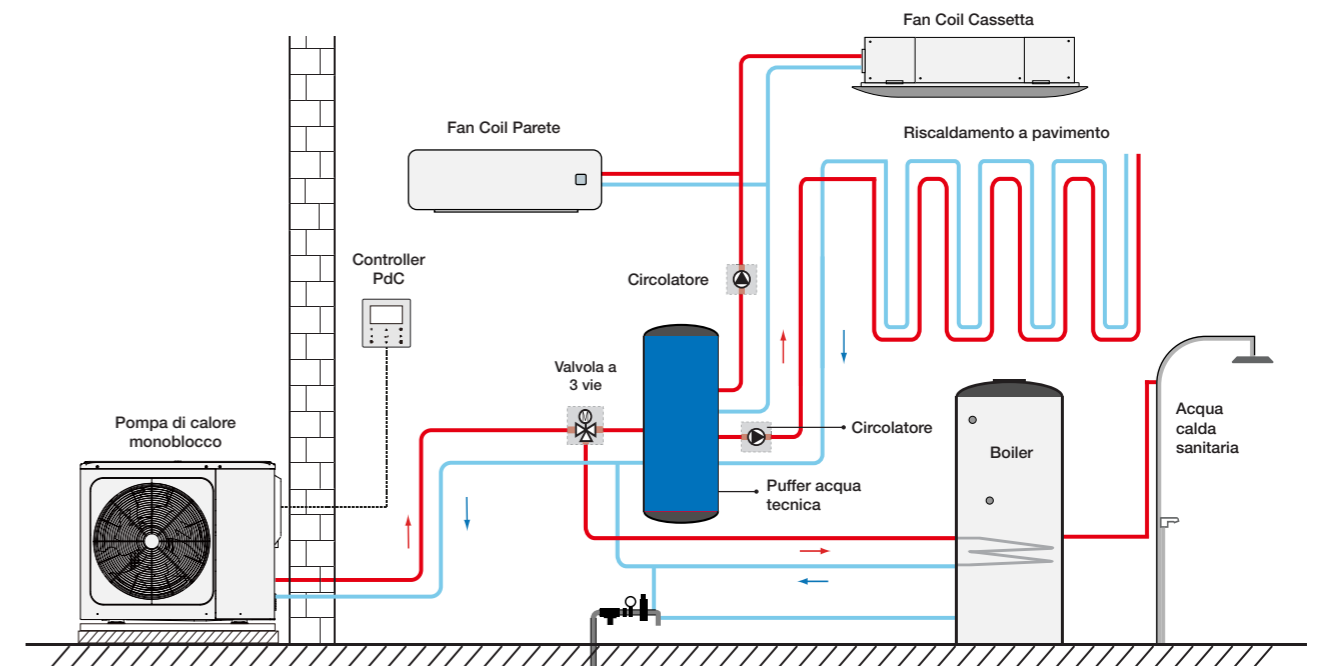 Fan Coil Cassetta
Fan Coil Parete
Riscaldamento a pavimento
Controller
PdC
Circolatore
Valvola a
3 vie
M
Pompa di calore
monoblocco
Circolatore
Acqua
calda
sanitaria
Boiler
Puffer acqua
tecnica